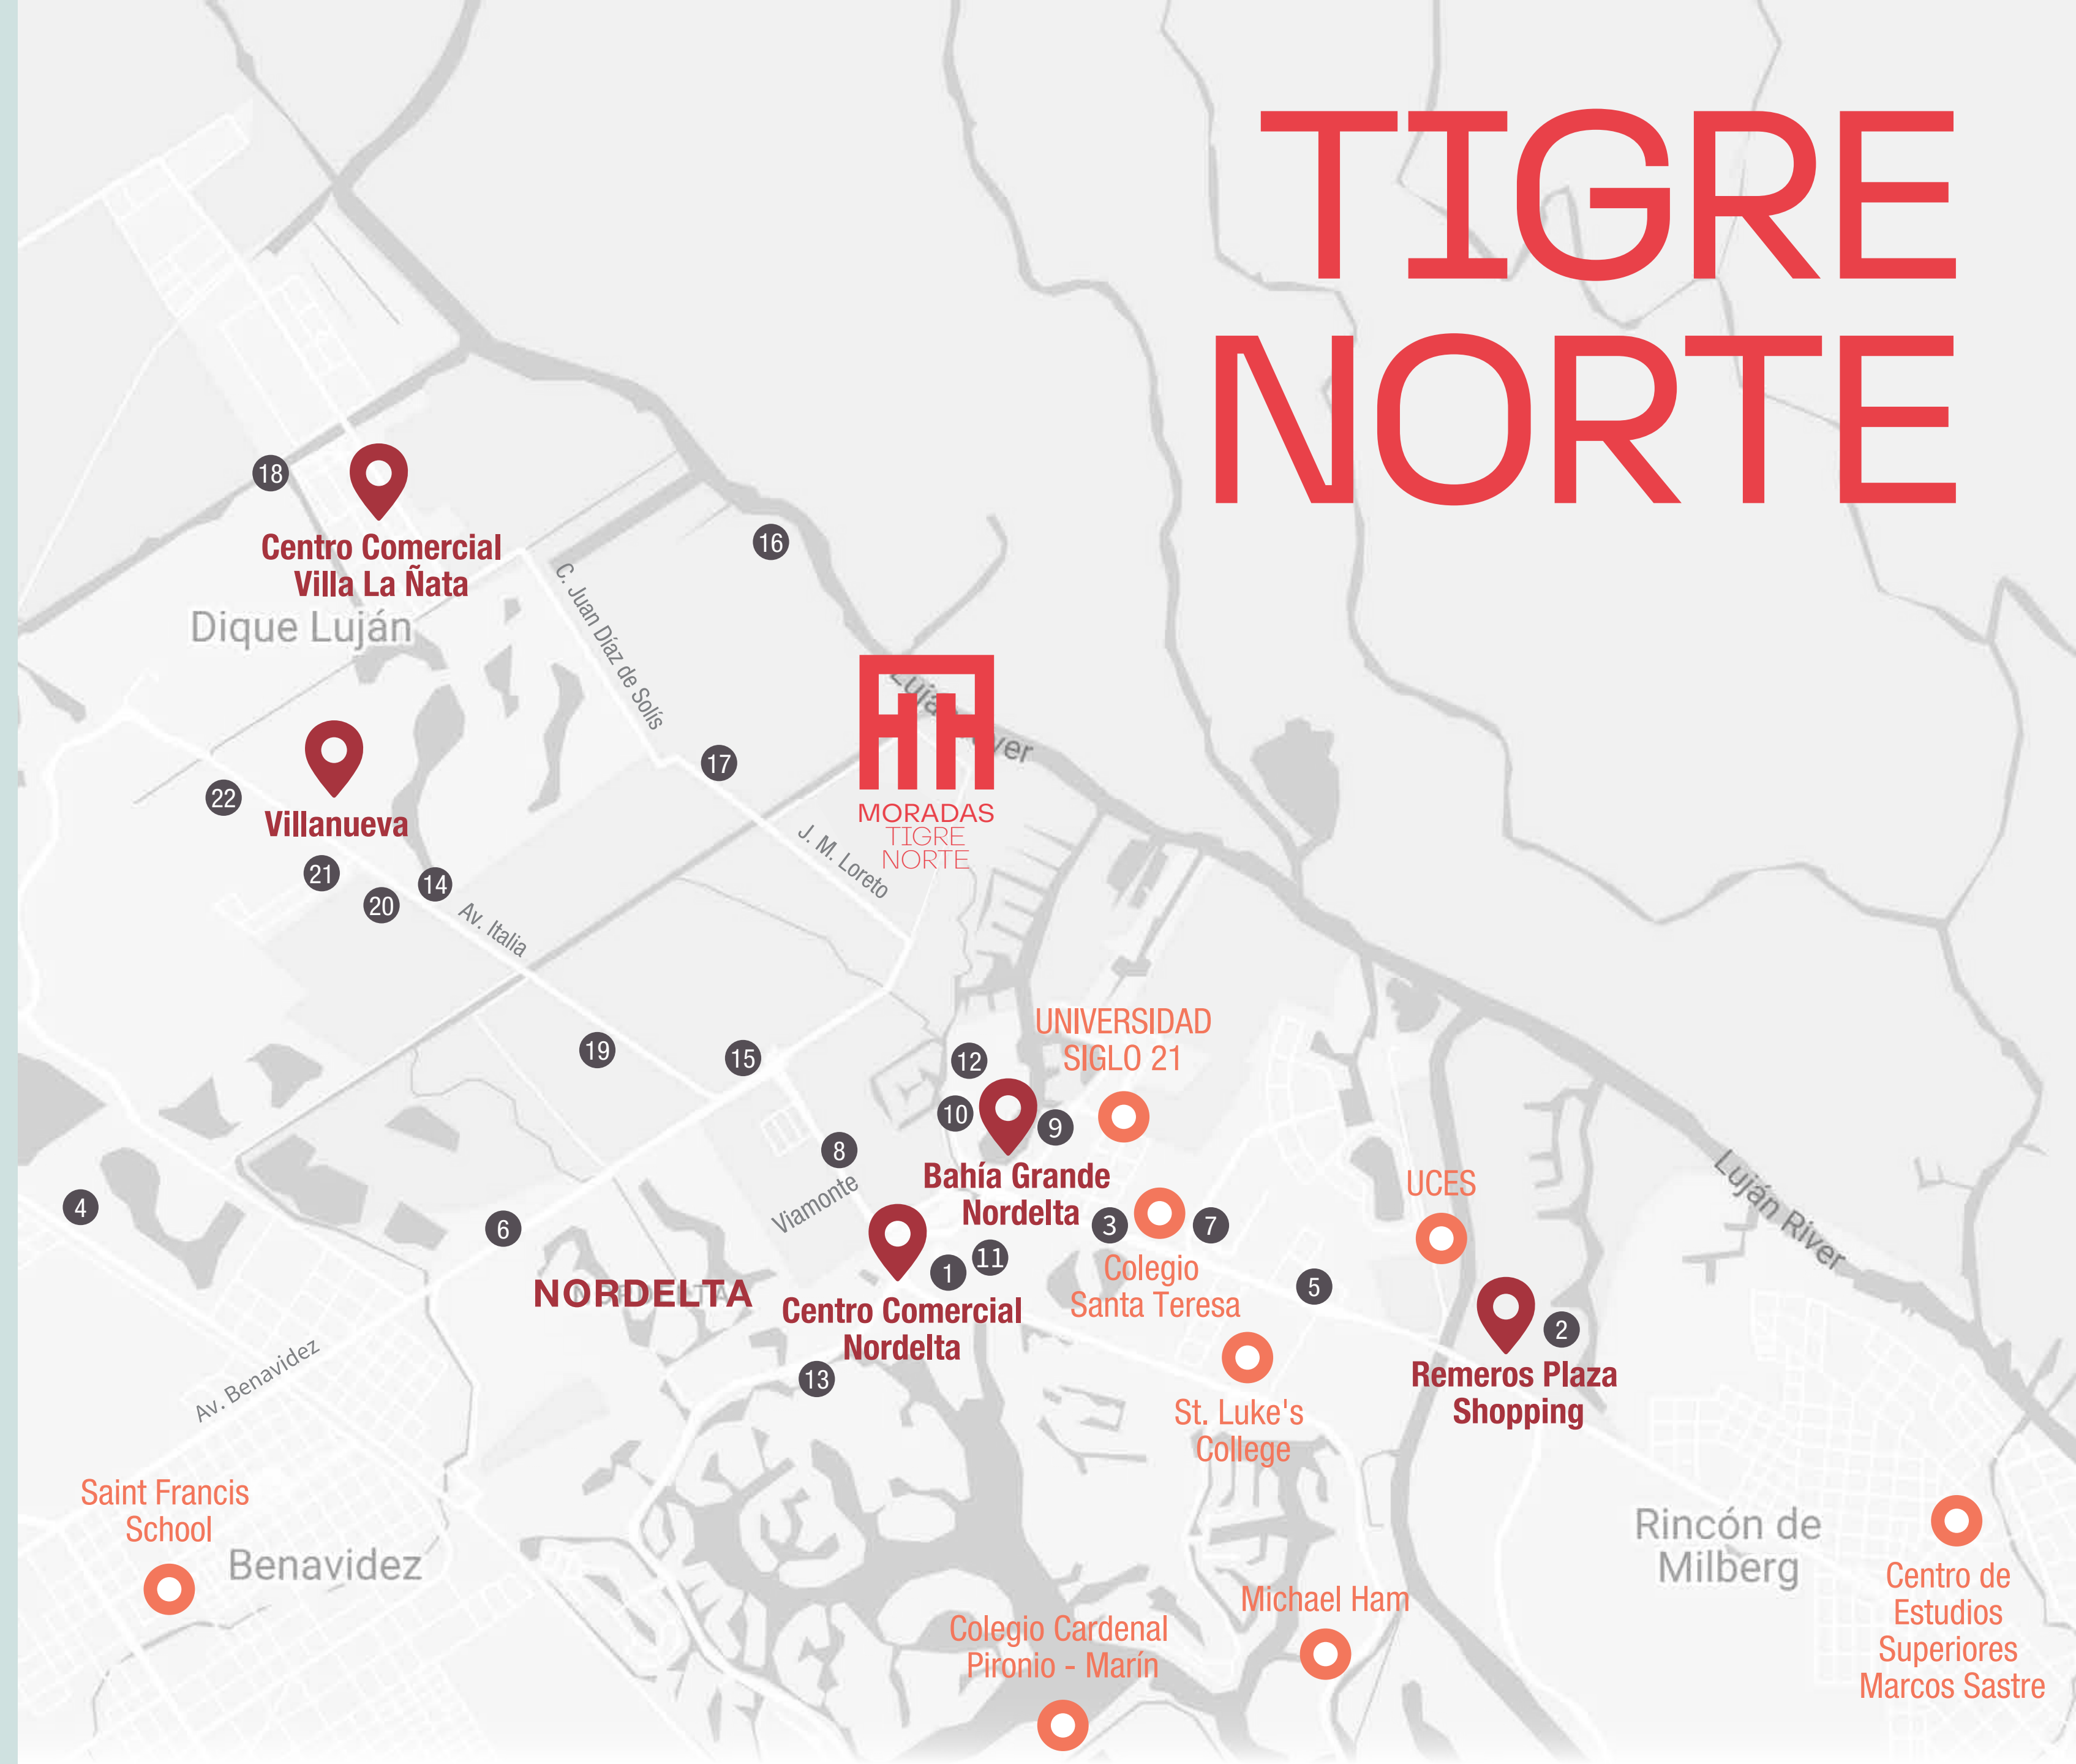 TIGRE
NORTE
18
Centro Comercial
Villa La Ñata
Dique Luján
16
C. Juan Díaz de Solís
17
22
Villanueva
21
20
14
Av. Italia
MORADAS
TIGRE
NORTE
J. M. Loreto
19
15
12
10
9
UNIVERSIDAD
SIGLO 21
8
Viamonte
Bahía Grande
Nordelta
3
7
Colegio
Santa Teresa
UCES
Luján River
4
6
NORDELTA
1
11
Centro Comercial
Nordelta
13
5
2
Remeros Plaza
Shopping
St. Luke's
College
Av. Benavidez
Saint Francis
School
Benavidez
Rincón de
Milberg
Michael Ham
Colegio Cardenal
Pironio - Marín
Centro de
Estudios
Superiores
Marcos Sastre